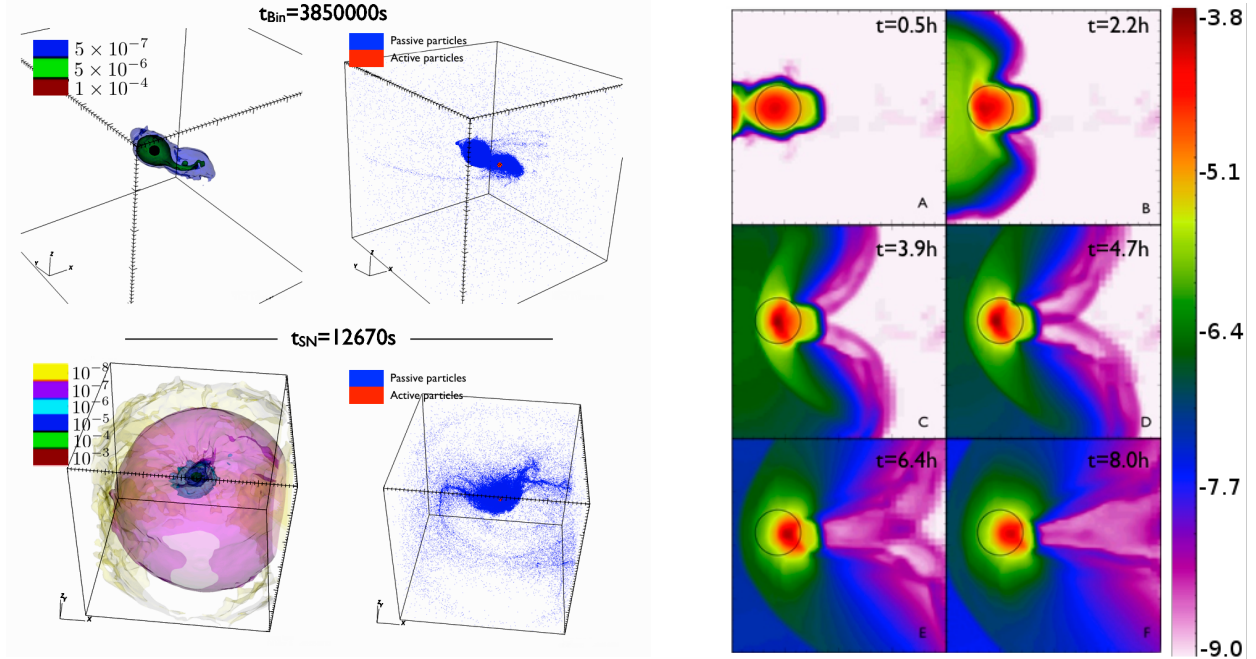 t_Bin=3850000s
5 × 10⁻⁷
5 × 10⁻⁶
1 × 10⁻⁴
Passive particles
Active particles
Z
Y
X
Z
Y
X
t_SN=12670s
10⁻⁸
10⁻⁷
10⁻⁶
10⁻⁵
10⁻⁴
10⁻³
Passive particles
Active particles
Z
Y
X
Z
Y
X
t=0.5h
A
t=2.2h
B
t=3.9h
C
t=4.7h
D
t=6.4h
E
t=8.0h
F
-3.8
-5.1
-6.4
-7.7
-9.0